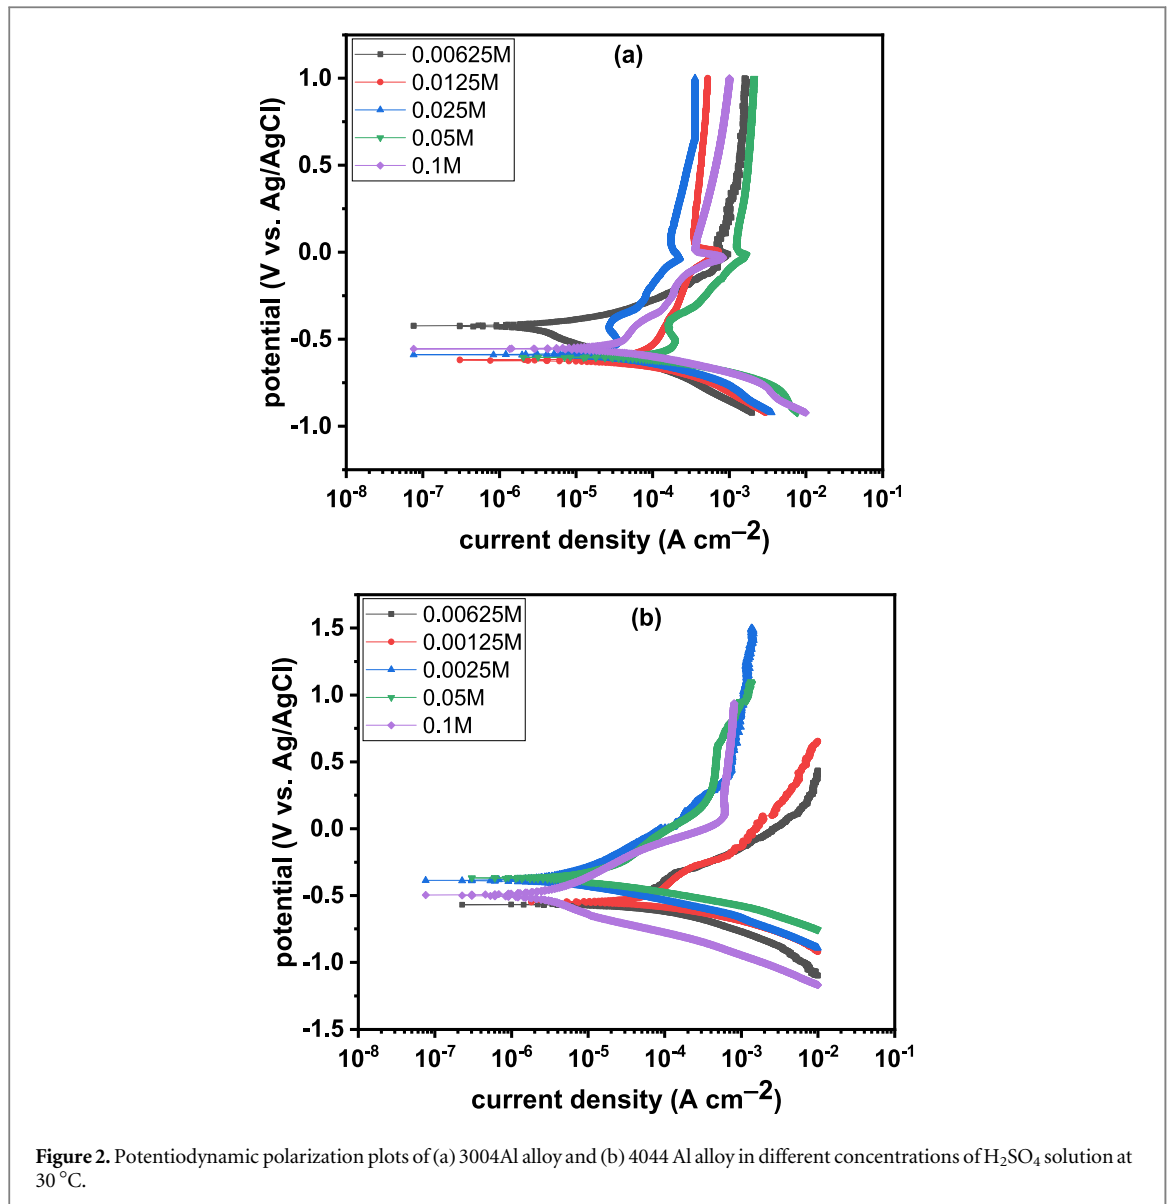 (a)
0.00625M
0.0125M
0.025M
0.05M
0.1M
1.0
0.5
0.0
-0.5
-1.0
potential (V vs. Ag/AgCl)
10⁻⁸ 10⁻⁷ 10⁻⁶ 10⁻⁵ 10⁻⁴ 10⁻³ 10⁻² 10⁻¹
current density (A cm⁻²)
(b)
0.00625M
0.00125M
0.0025M
0.05M
0.1M
1.5
1.0
0.5
0.0
-0.5
-1.0
-1.5
potential (V vs. Ag/AgCl)
10⁻⁸ 10⁻⁷ 10⁻⁶ 10⁻⁵ 10⁻⁴ 10⁻³ 10⁻² 10⁻¹
current density (A cm⁻²)
Figure 2. Potentiodynamic polarization plots of (a) 3004Al alloy and (b) 4044 Al alloy in different concentrations of H₂SO₄ solution at
30 °C.